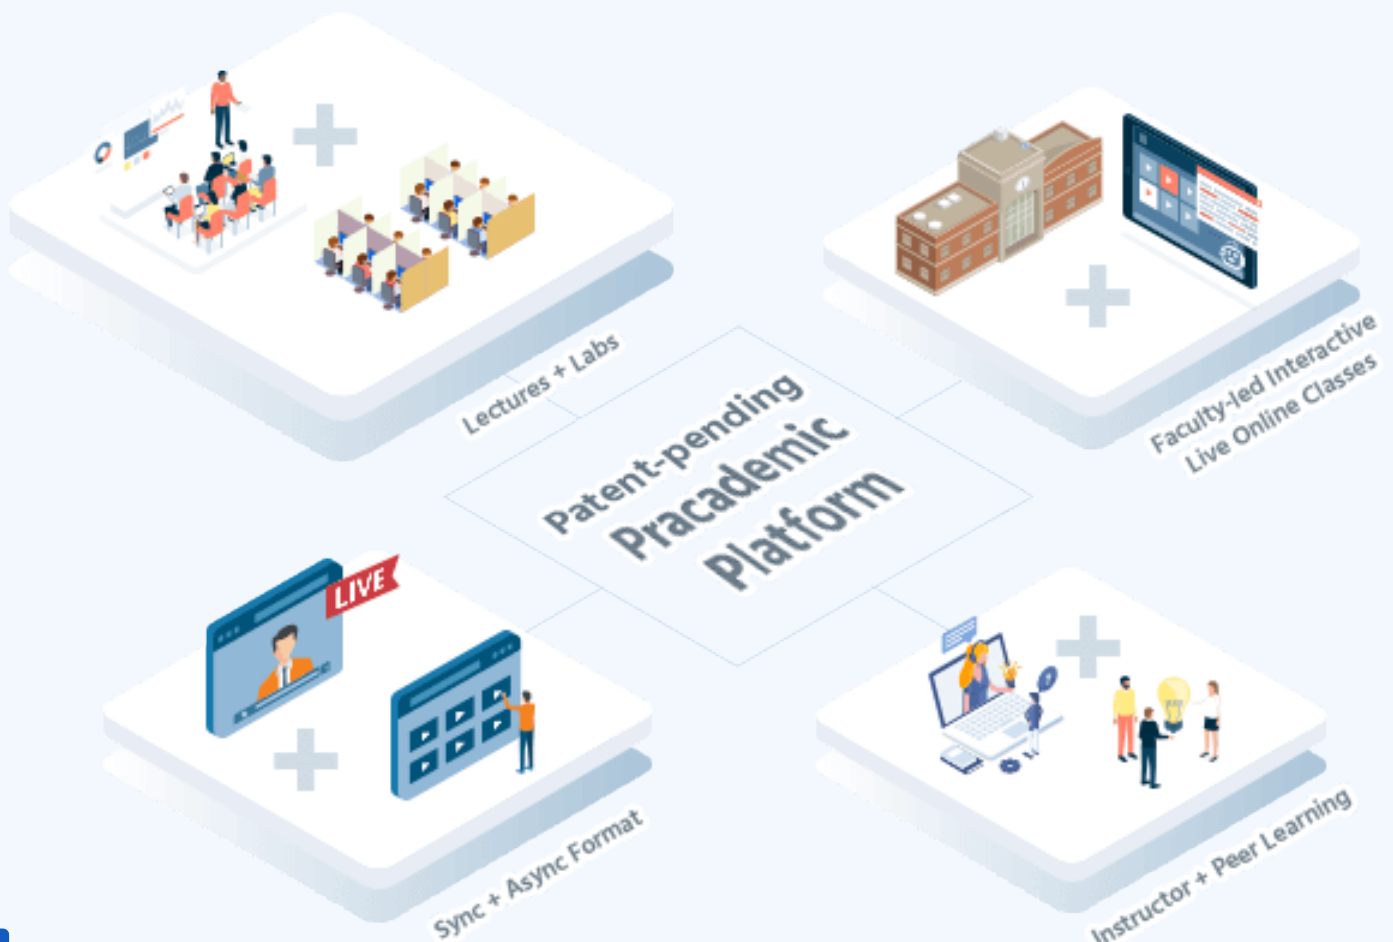 Lectures + Labs
Faculty-led Interactive
Live Online Classes
Patent-pending
Pracademic
Platform
LIVE
Sync + Async Format
Instructor + Peer Learning